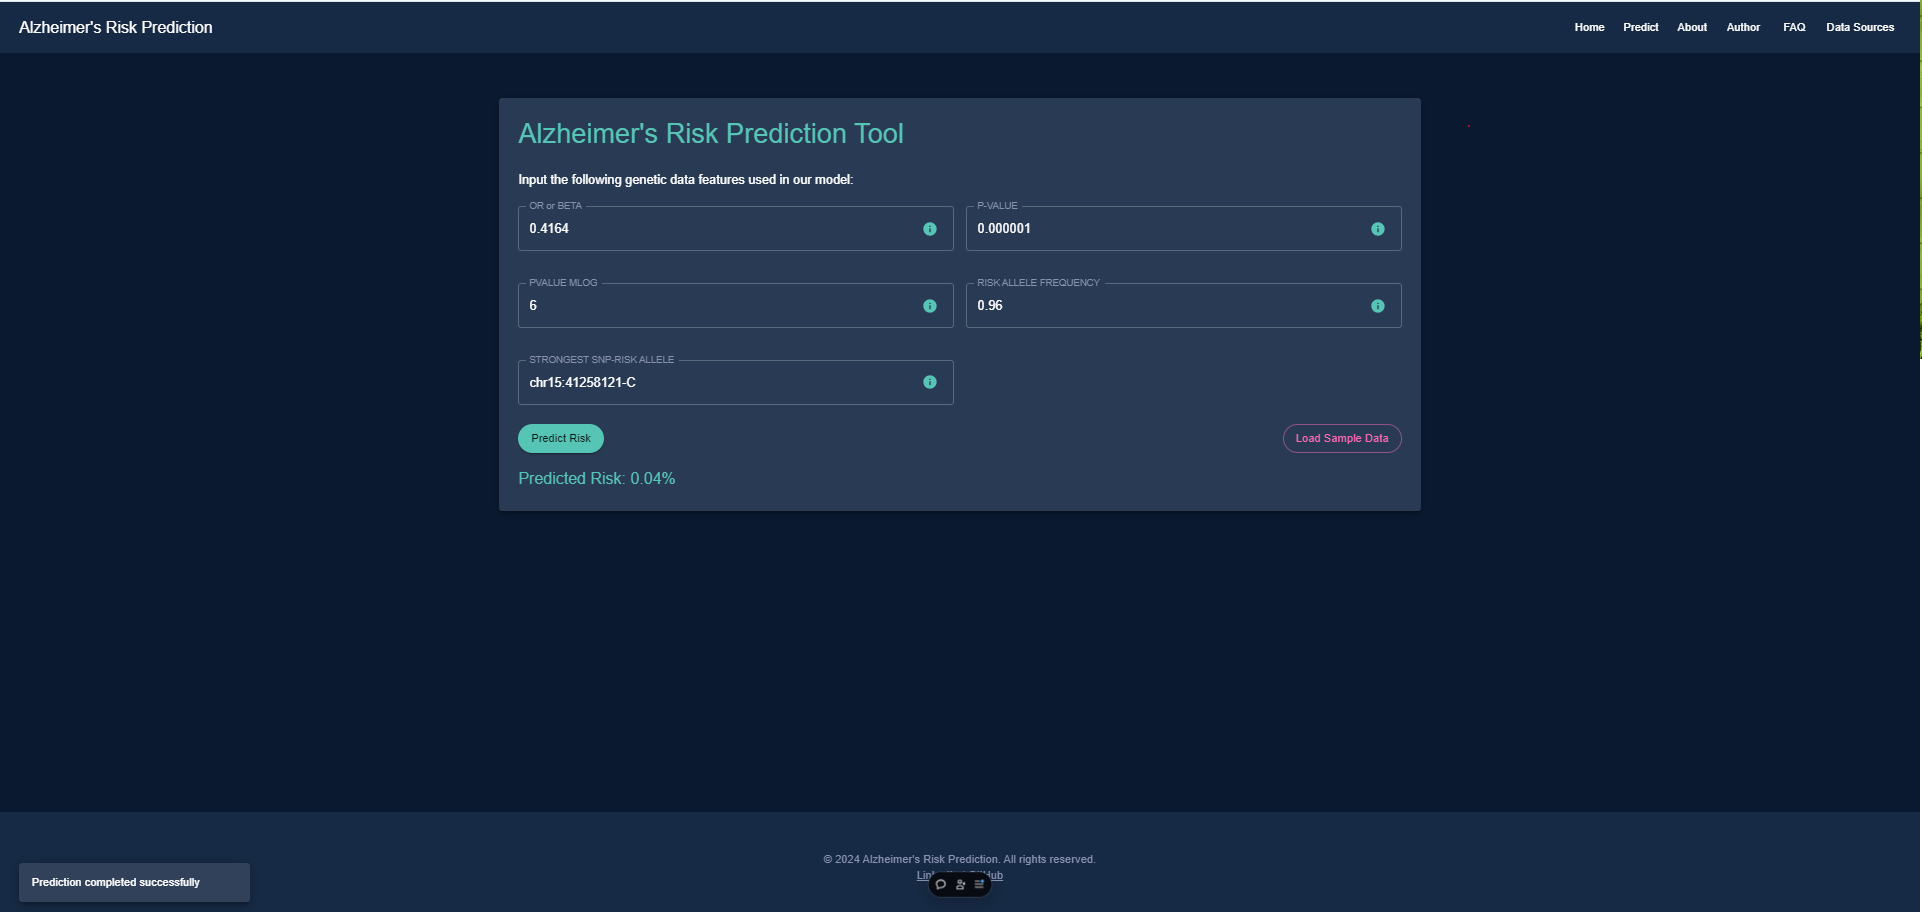 Alzheimer's Risk Prediction
Home Predict About Author FAQ Data Sources
Alzheimer's Risk Prediction Tool
Input the following genetic data features used in our model:
OR or BETA
0.4164
P-VALUE
0.000001
PVALUE MLOG
6
RISK ALLELE FREQUENCY
0.96
STRONGEST SNP-RISK ALLELE
chr15:41258121-C
Predict Risk
Load Sample Data
Predicted Risk: 0.04%
© 2024 Alzheimer's Risk Prediction. All rights reserved.
Prediction completed successfully